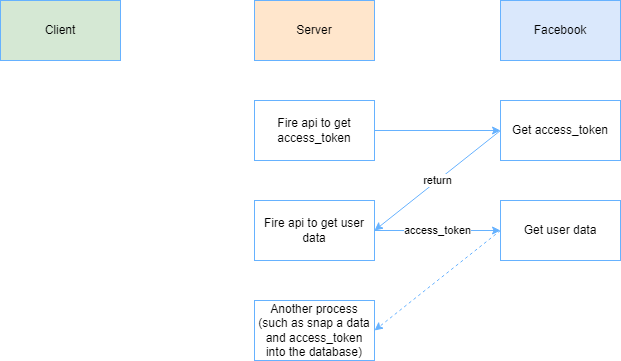 Client
Server
Facebook
Fire api to get
access_token
Get access_token
return
Fire api to get user
data
access_token
Get user data
Another process
(such as snap a data
and access_token
into the database)